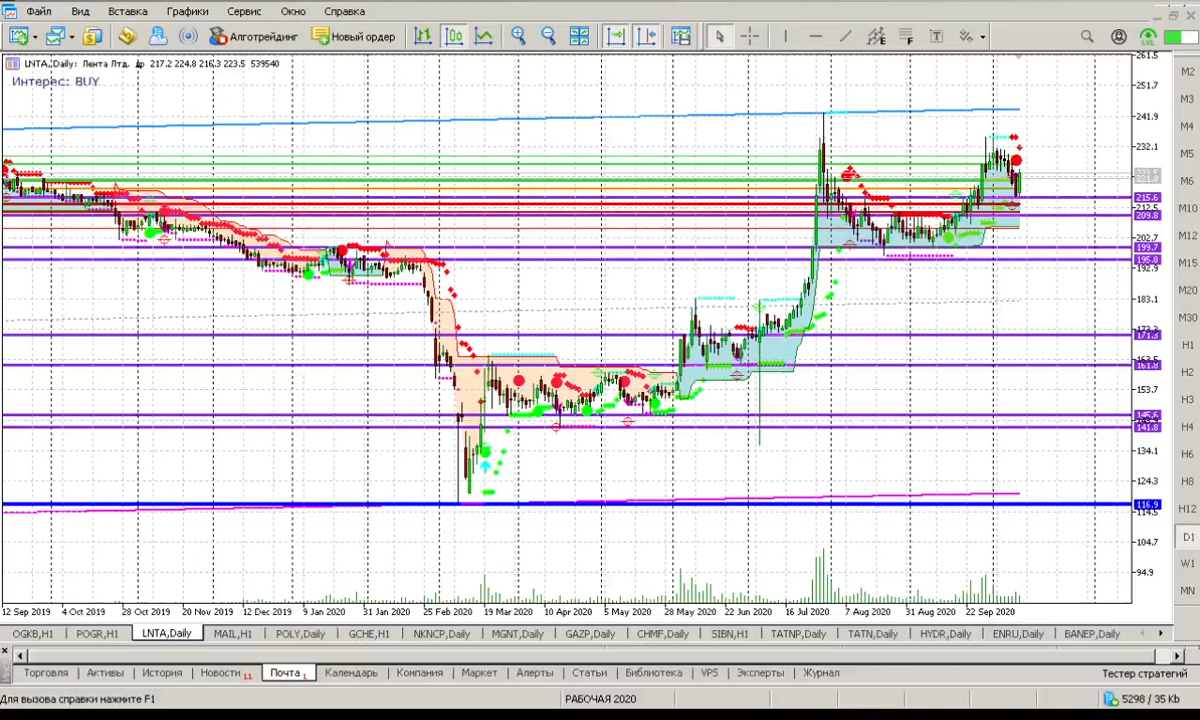 Файл Вид Вставка Графики Сервис Окно Справка
Алготрейдинг Новый ордер
LNTA, Daily: Лента Лтд. др 217.2 224.8 216.3 223.5 539540
Интерес: BUY
261.5
251.7
241.9
232.1
215.6
212.5
209.8
202.7
199.7
195.8
192.9
183.1
171.3
163.5
161.8
153.7
145.6
141.8
134.1
124.3
116.9
114.5
104.7
94.9
M2
M3
M4
M5
M6
M10
M12
M15
M20
M30
H1
H2
H3
H4
H6
H8
H12
D1
W1
MN
12 Sep 2019 4 Oct 2019 28 Oct 2019 20 Nov 2019 12 Dec 2019 9 Jan 2020 31 Jan 2020 25 Feb 2020 19 Mar 2020 10 Apr 2020 5 May 2020 28 May 2020 22 Jun 2020 16 Jul 2020 7 Aug 2020 31 Aug 2020 22 Sep 2020
OGKB,H1 POGR,H1 LNTA,Daily MAIL,H1 POLY,Daily GCHE,H1 NKNCP,Daily MGNT,Daily GAZP,Daily CHMF,Daily SIBN,H1 TATNP,Daily TATN,Daily HYDR,Daily ENRU,Daily BANEP,Daily
Торговля Активы История Новости 11 Почта 1 Календарь Компания Маркет Алерты Статьи Библиотека VPS Эксперты Журнал Тестер стратегий
Для вызова справки нажмите F1 РАБОЧАЯ 2020 5298 / 35 Kb